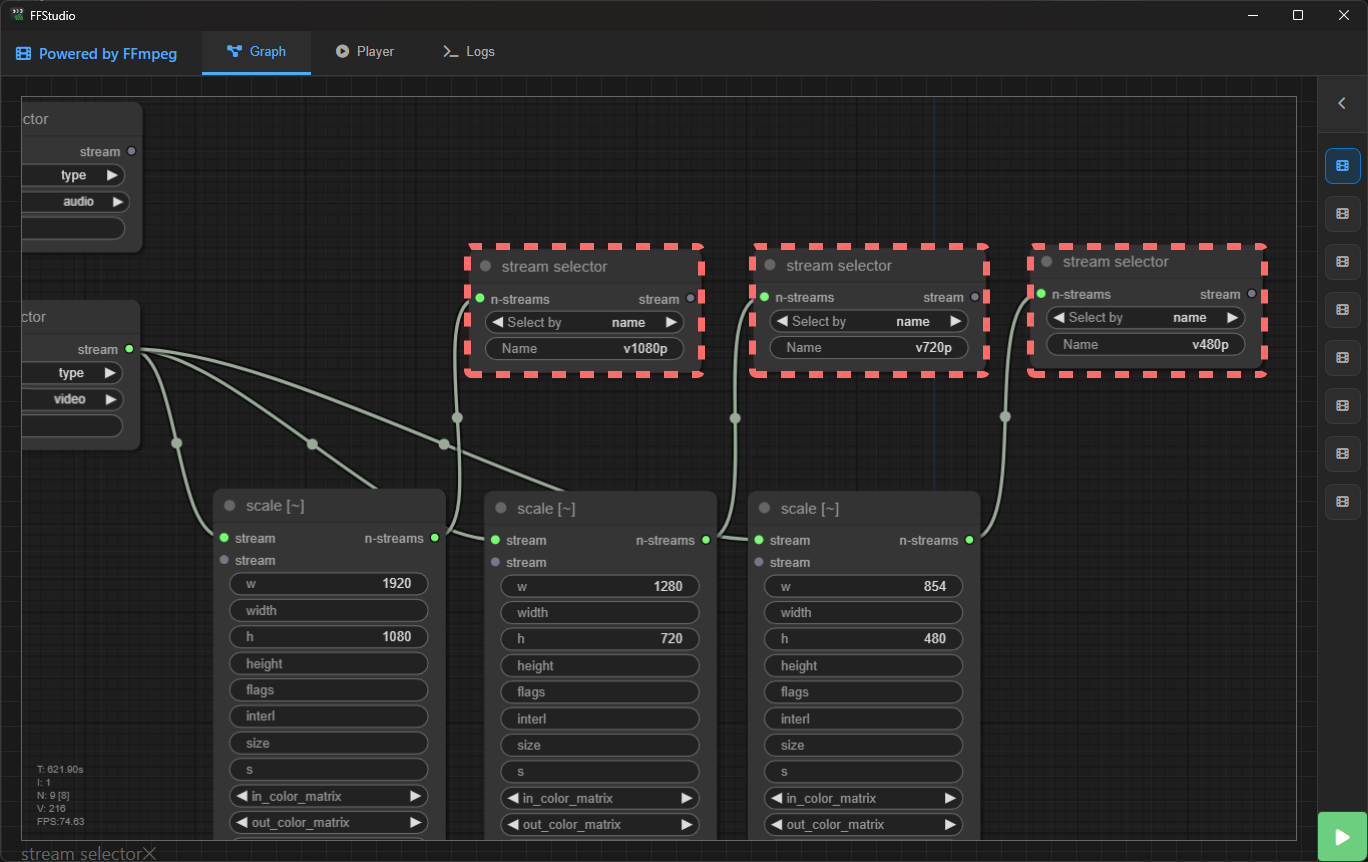 FFStudio
Powered by FFmpeg
Graph
Player
Logs
ctor
stream
type
audio
ctor
stream
type
video
stream selector
n-streams stream
Select by name
Name v1080p
stream selector
n-streams stream
Select by name
Name v720p
stream selector
n-streams stream
Select by name
Name v480p
scale [~]
stream n-streams
stream
w 1920
width
h 1080
height
flags
interl
size
s
in_color_matrix
out_color_matrix
scale [~]
stream n-streams
stream
w 1280
width
h 720
height
flags
interl
size
s
in_color_matrix
out_color_matrix
scale [~]
stream n-streams
stream
w 854
width
h 480
height
flags
interl
size
s
in_color_matrix
out_color_matrix
T: 621.90s
I: 1
N: 9 [8]
V: 216
FPS:74.63
stream selector